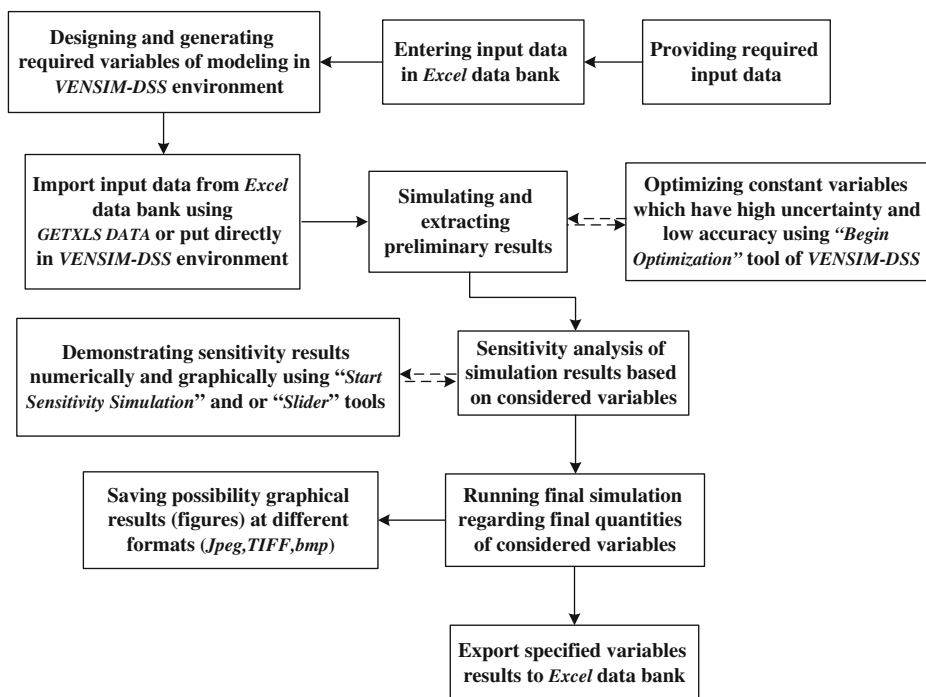 Designing and generating
required variables of modeling in
VENSIM-DSS environment
Entering input data
in Excel data bank
Providing required
input data
Import input data from Excel
data bank using
GETXLS DATA or put directly
in VENSIM-DSS environment
Simulating and
extracting
preliminary results
Optimizing constant variables
which have high uncertainty and
low accuracy using “Begin
Optimization” tool of VENSIM-DSS
Demonstrating sensitivity results
numerically and graphically using “Start
Sensitivity Simulation” and or “Slider” tools
Sensitivity analysis of
simulation results based
on considered variables
Saving possibility graphical
results (figures) at different
formats (Jpeg,TIFF,bmp)
Running final simulation
regarding final quantities
of considered variables
Export specified variables
results to Excel data bank